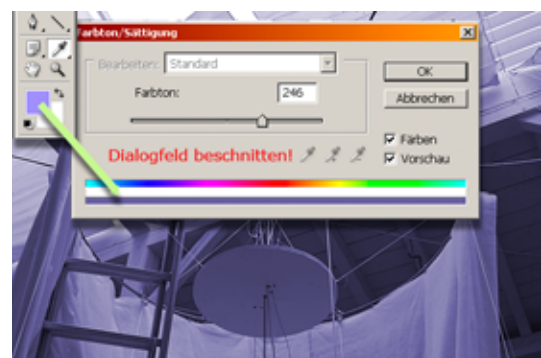 Farbton/Sättigung
Bearbeiten: Standard
OK
Farbton: 246
Abbrechen
Färben
Dialogfeld beschnitten!
Vorschau